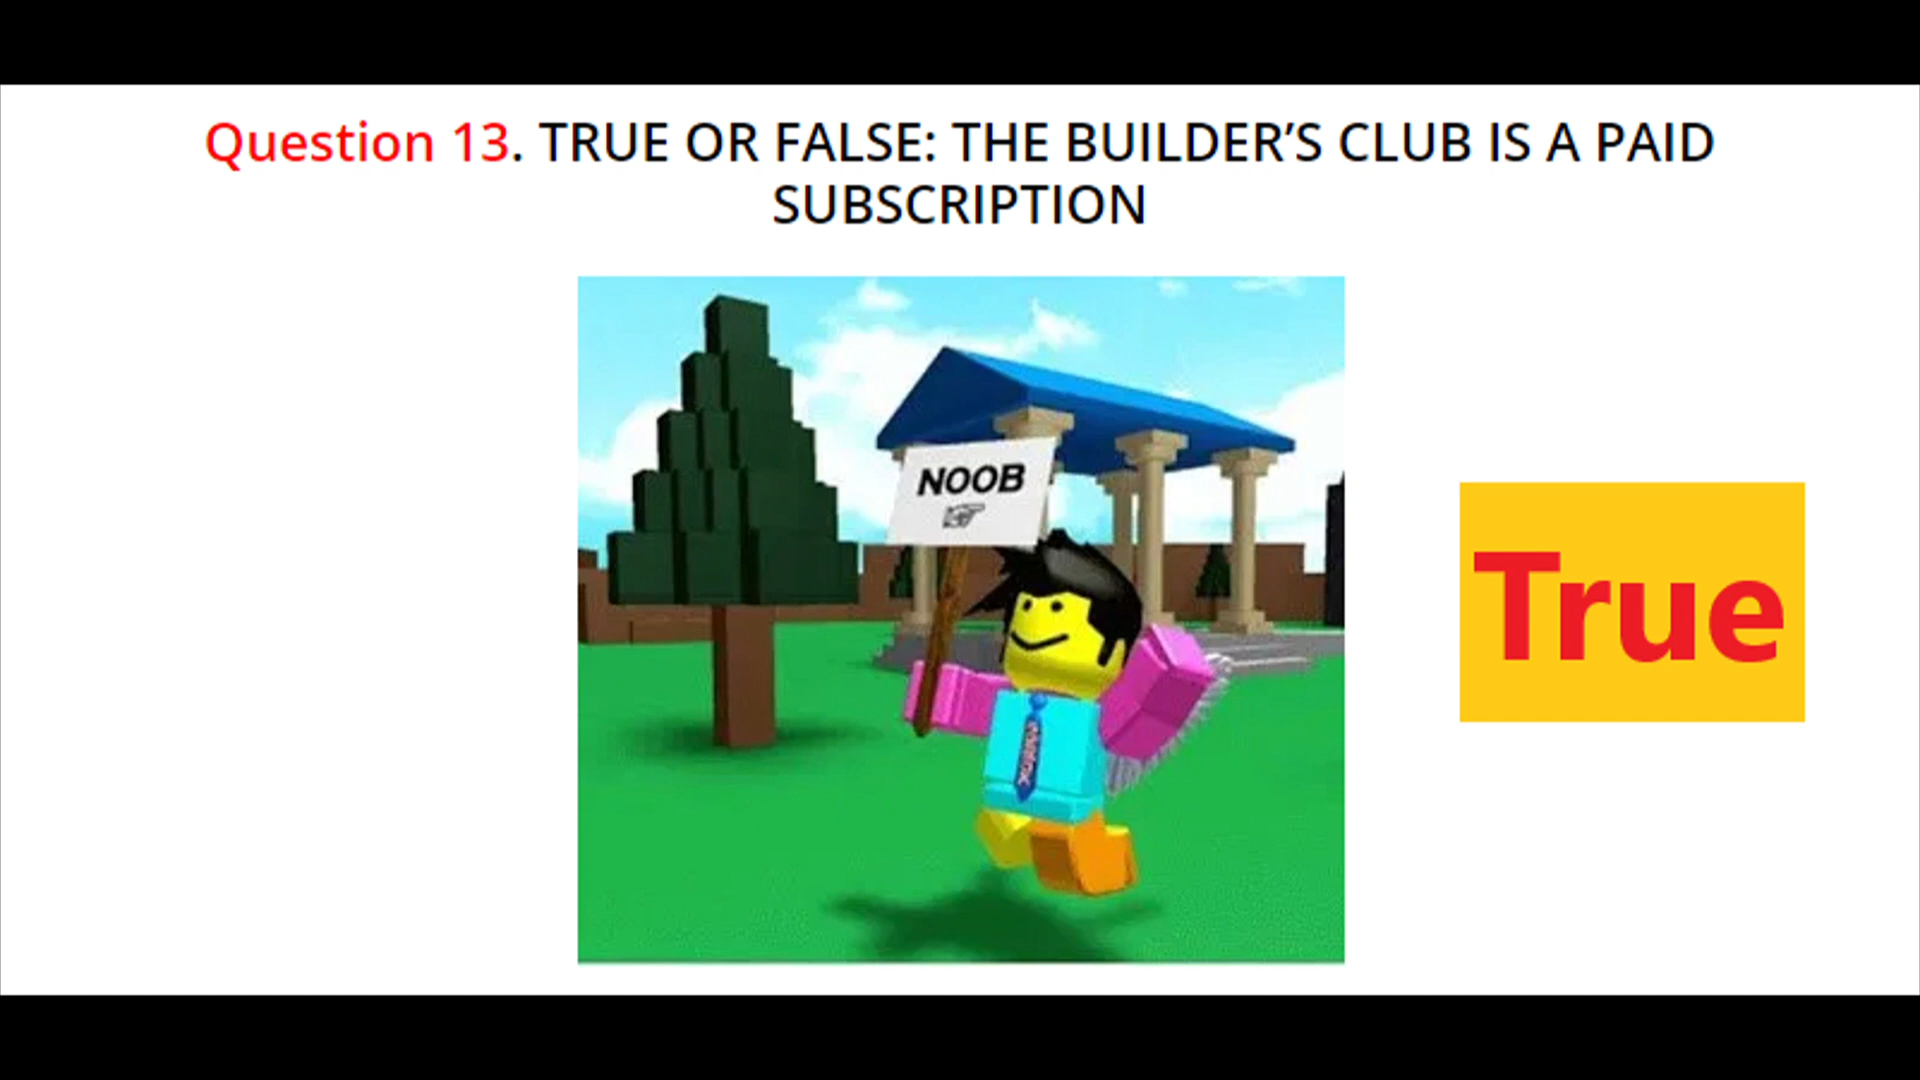 Question 13. TRUE OR FALSE: THE BUILDER’S CLUB IS A PAID
SUBSCRIPTION
NOOB
True